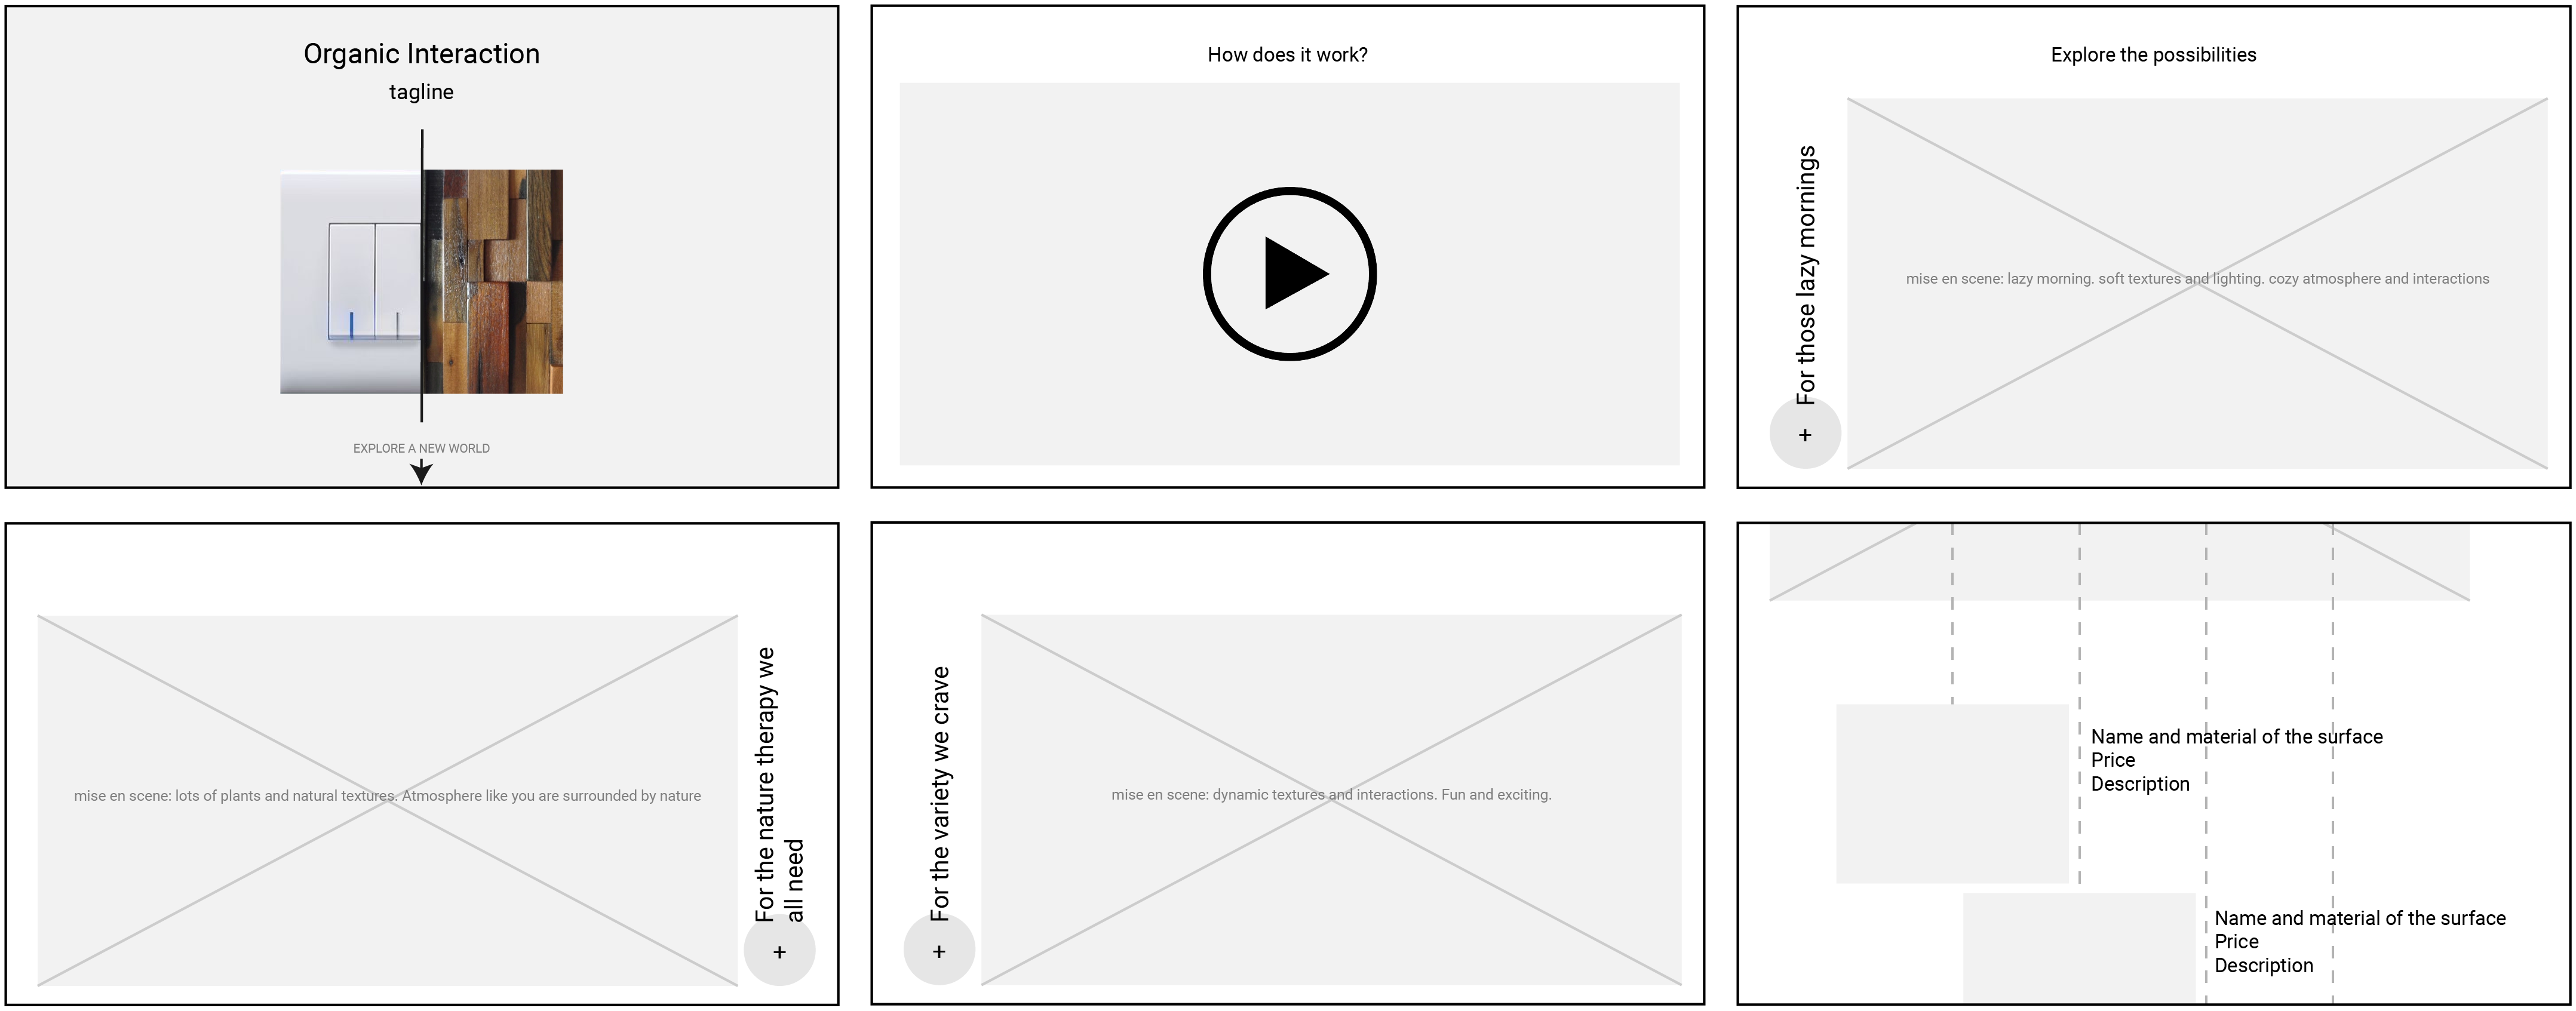 Organic Interaction
tagline
EXPLORE A NEW WORLD
How does it work?
Explore the possibilities
For those lazy mornings
+
mise en scene: lazy morning. soft textures and lighting. cozy atmosphere and interactions
mise en scene: lots of plants and natural textures. Atmosphere like you are surrounded by nature
For the nature therapy we
all need
+
For the variety we crave
+
mise en scene: dynamic textures and interactions. Fun and exciting.
Name and material of the surface
Price
Description
Name and material of the surface
Price
Description